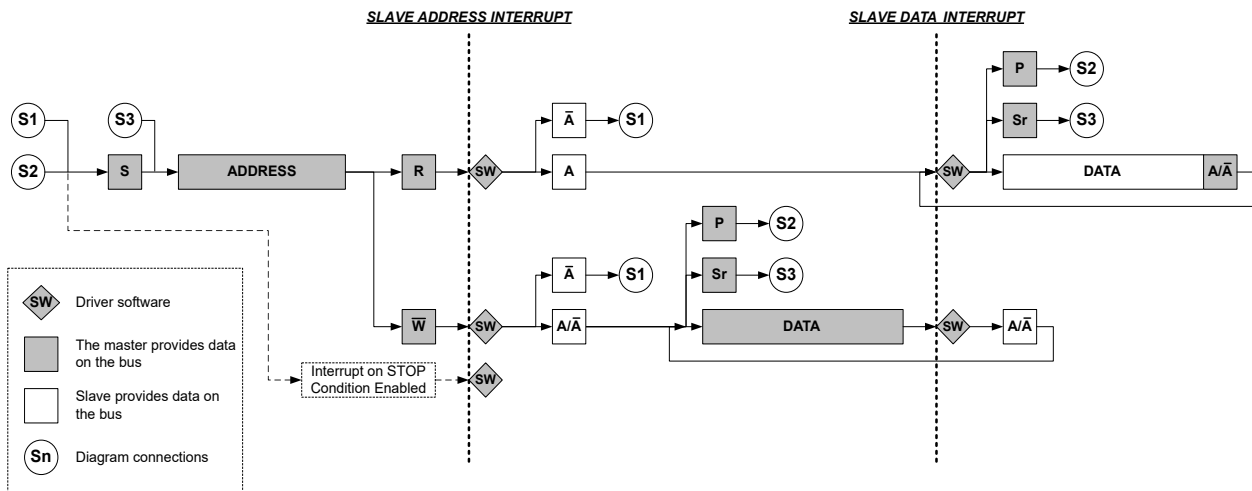 SLAVE ADDRESS INTERRUPT
SLAVE DATA INTERRUPT
P
S2
S1
S3
A̅
S1
Sr
S3
S2
S
ADDRESS
R
SW
A
SW
DATA
A/A̅
P
S2
A̅
S1
Sr
S3
W̅
SW
A/A̅
DATA
SW
A/A̅
Interrupt on STOP
Condition Enabled
SW
SW
Driver software
The master provides data
on the bus
Slave provides data on
the bus
Sn
Diagram connections